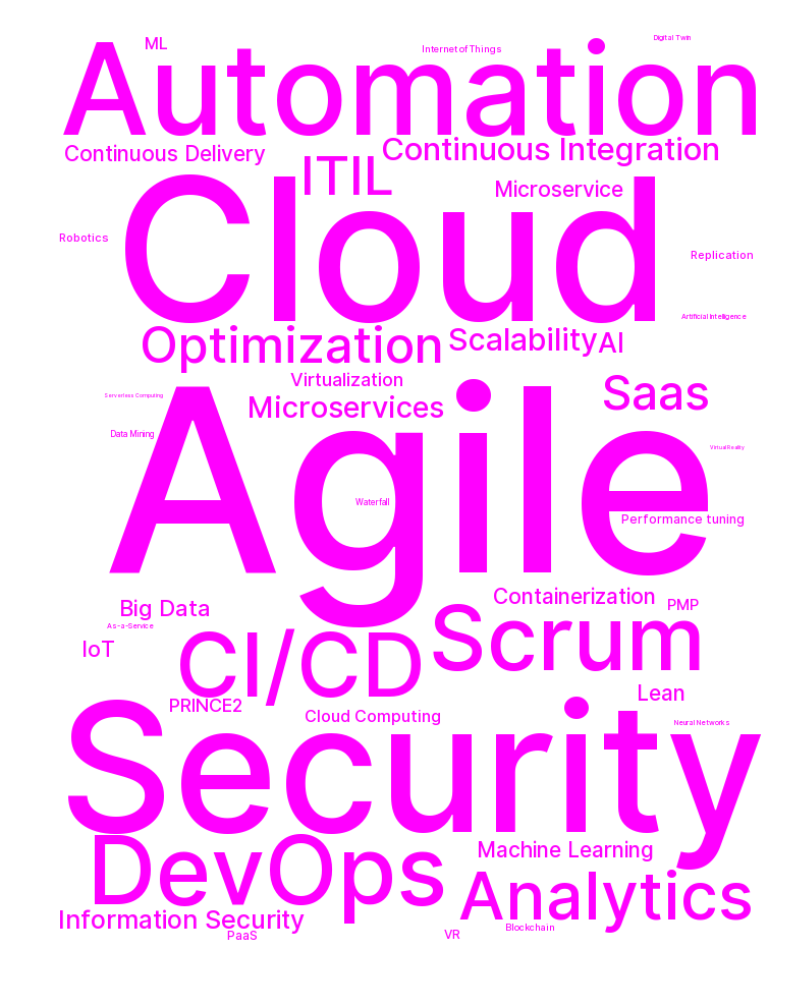 Digital Twin
ML
Internet of Things
Automation
Continuous Delivery
Continuous Integration
ITIL
Microservice
Cloud
Robotics
Replication
Artificial Intelligence
Optimization
Scalability
AI
Virtualization
Saas
Serverless Computing
Microservices
Data Mining
Agile
Virtual Reality
Waterfall
Performance tuning
Containerization
Big Data
PMP
As-a-Service
Scrum
IoT
CI/CD
Lean
PRINCE2
Cloud Computing
Neural Networks
Security
Machine Learning
DevOps
Analytics
Information Security
Blockchain
PaaS
VR